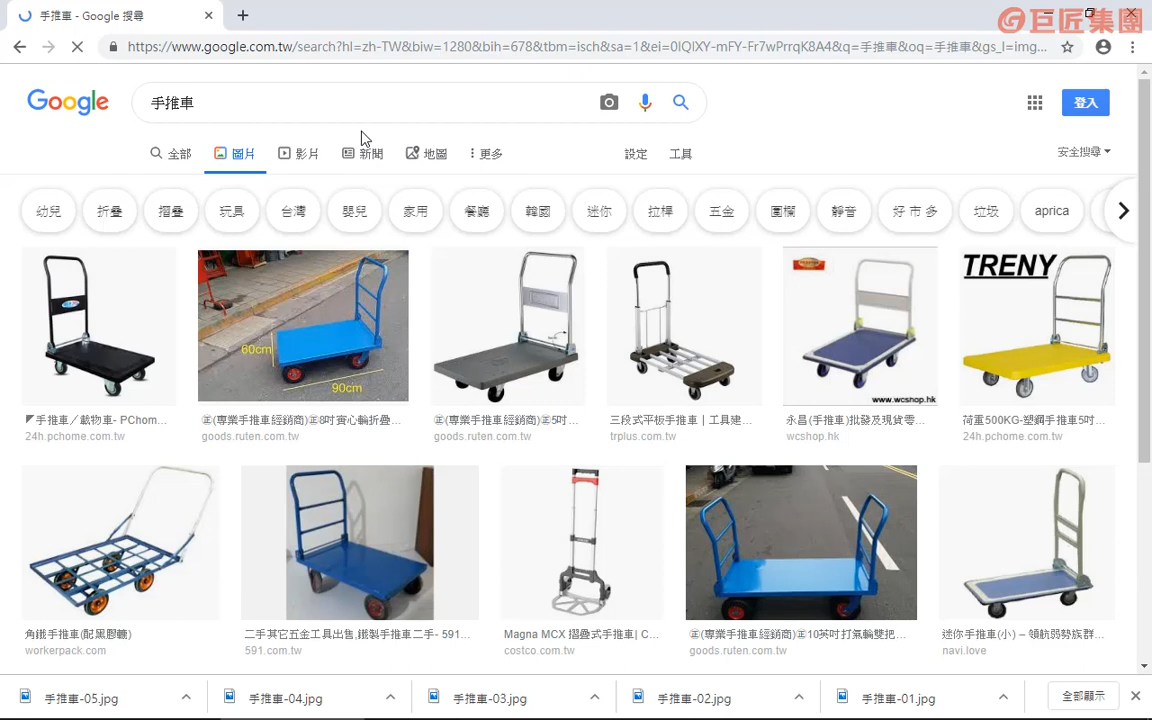 手推車 - Google 搜尋
巨匠集團
https://www.google.com.tw/search?hl=zh-TW&biw=1280&bih=678&tbm=isch&sa=1&ei=0IQIXY-mFY-Fr7wPrrqK8A4&q=手推車&oq=手推車&gs_l=img...
Google
手推車
登入
全部
圖片
影片
新聞
地圖
更多
設定
工具
安全搜尋
幼兒
折疊
摺疊
玩具
台灣
嬰兒
家用
餐廳
韓國
迷你
拉桿
五金
圍欄
靜音
好 市 多
垃圾
aprica
60cm
90cm
www.wcshop.hk
TRENY
◤手推車／載物車- PChom...
24h.pchome.com.tw
㊣(專業手推車經銷商)㊣8吋實心輪折疊...
goods.ruten.com.tw
㊣(專業手推車經銷商)㊣5吋...
goods.ruten.com.tw
三段式平板手推車 | 工具建...
trplus.com.tw
永昌(手推車)批發及現貨零...
wcshop.hk
荷重500KG-塑鋼手推車5吋...
24h.pchome.com.tw
角鐵手推車(配黑膠轆)
workerpack.com
二手其它五金工具出售,鐵製手推車二手- 591...
591.com.tw
Magna MCX 摺疊式手推車| C...
costco.com.tw
㊣(專業手推車經銷商)㊣10英吋打氣輪雙把...
goods.ruten.com.tw
迷你手推車(小) – 領航弱勢族群...
navi.love
手推車-05.jpg
手推車-04.jpg
手推車-03.jpg
手推車-02.jpg
手推車-01.jpg
全部顯示